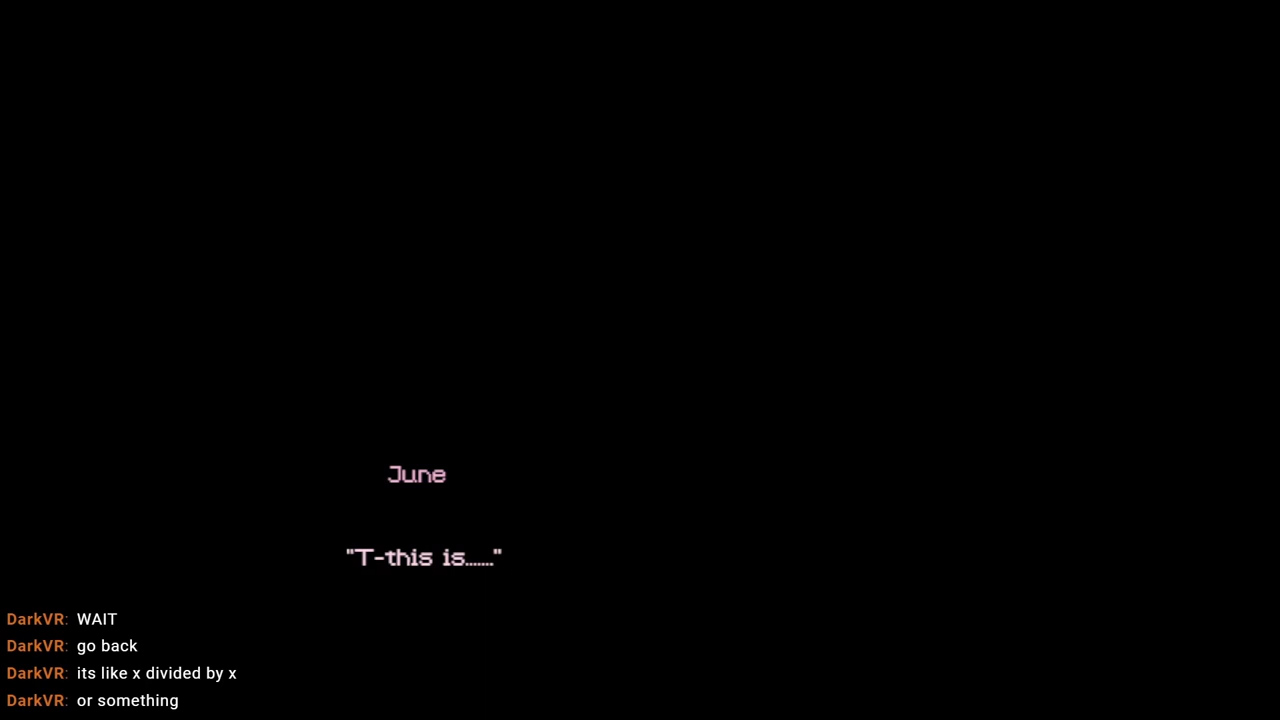 June
"T-this is......."
DarkVR: WAIT
DarkVR: go back
DarkVR: its like x divided by x
DarkVR: or something